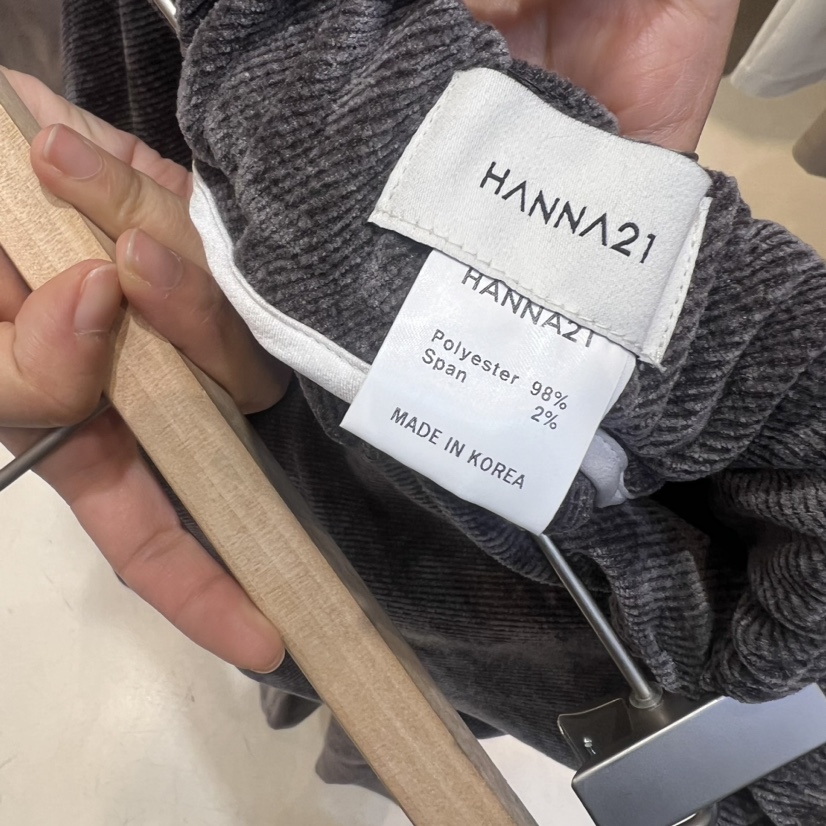 HANNA21
HANNA21
Polyester 98%
Span 2%
MADE IN KOREA